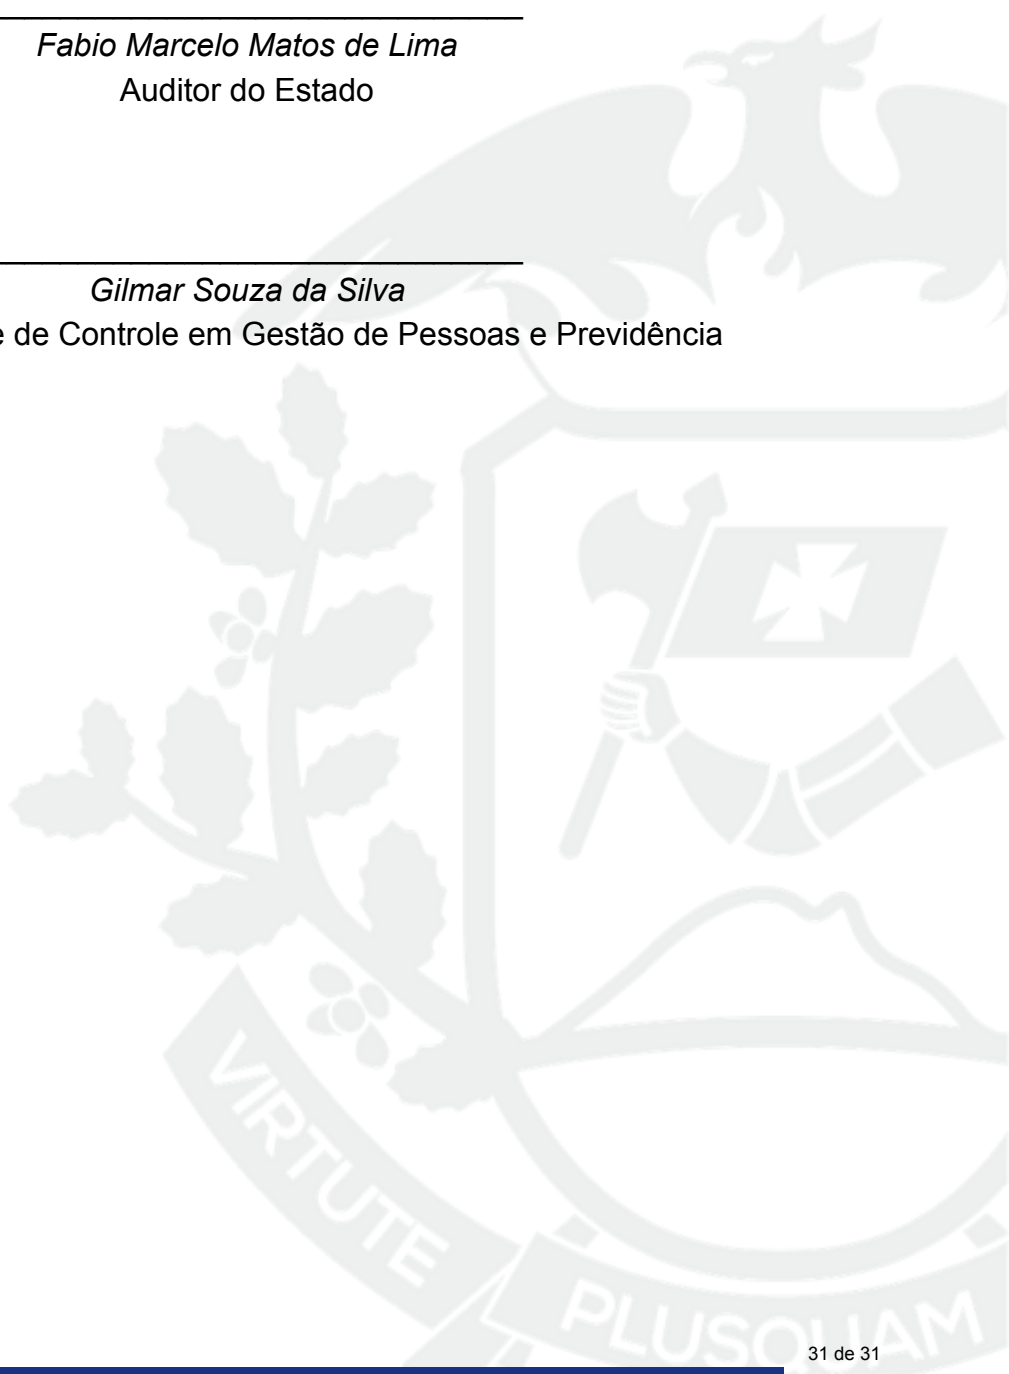 Fabio Marcelo Matos de Lima
Auditor do Estado
Gilmar Souza da Silva
e de Controle em Gestão de Pessoas e Previdência
VIRTUTE
PLUSQUAM
31 de 31